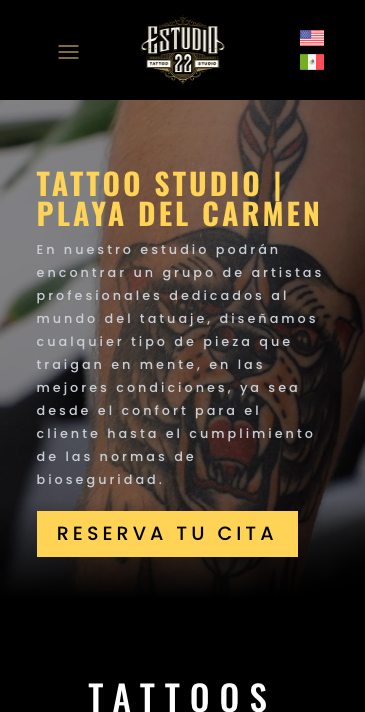 ESTUDIO
22
TATTOO STUDIO
TATTOO STUDIO |
PLAYA DEL CARMEN
En nuestro estudio podrán
encontrar un grupo de artistas
profesionales dedicados al
mundo del tatuaje, diseñamos
cualquier tipo de pieza que
traigan en mente, en las
mejores condiciones, ya sea
desde el confort para el
cliente hasta el cumplimiento
de las normas de
bioseguridad.
RESERVA TU CITA
TATTOOS